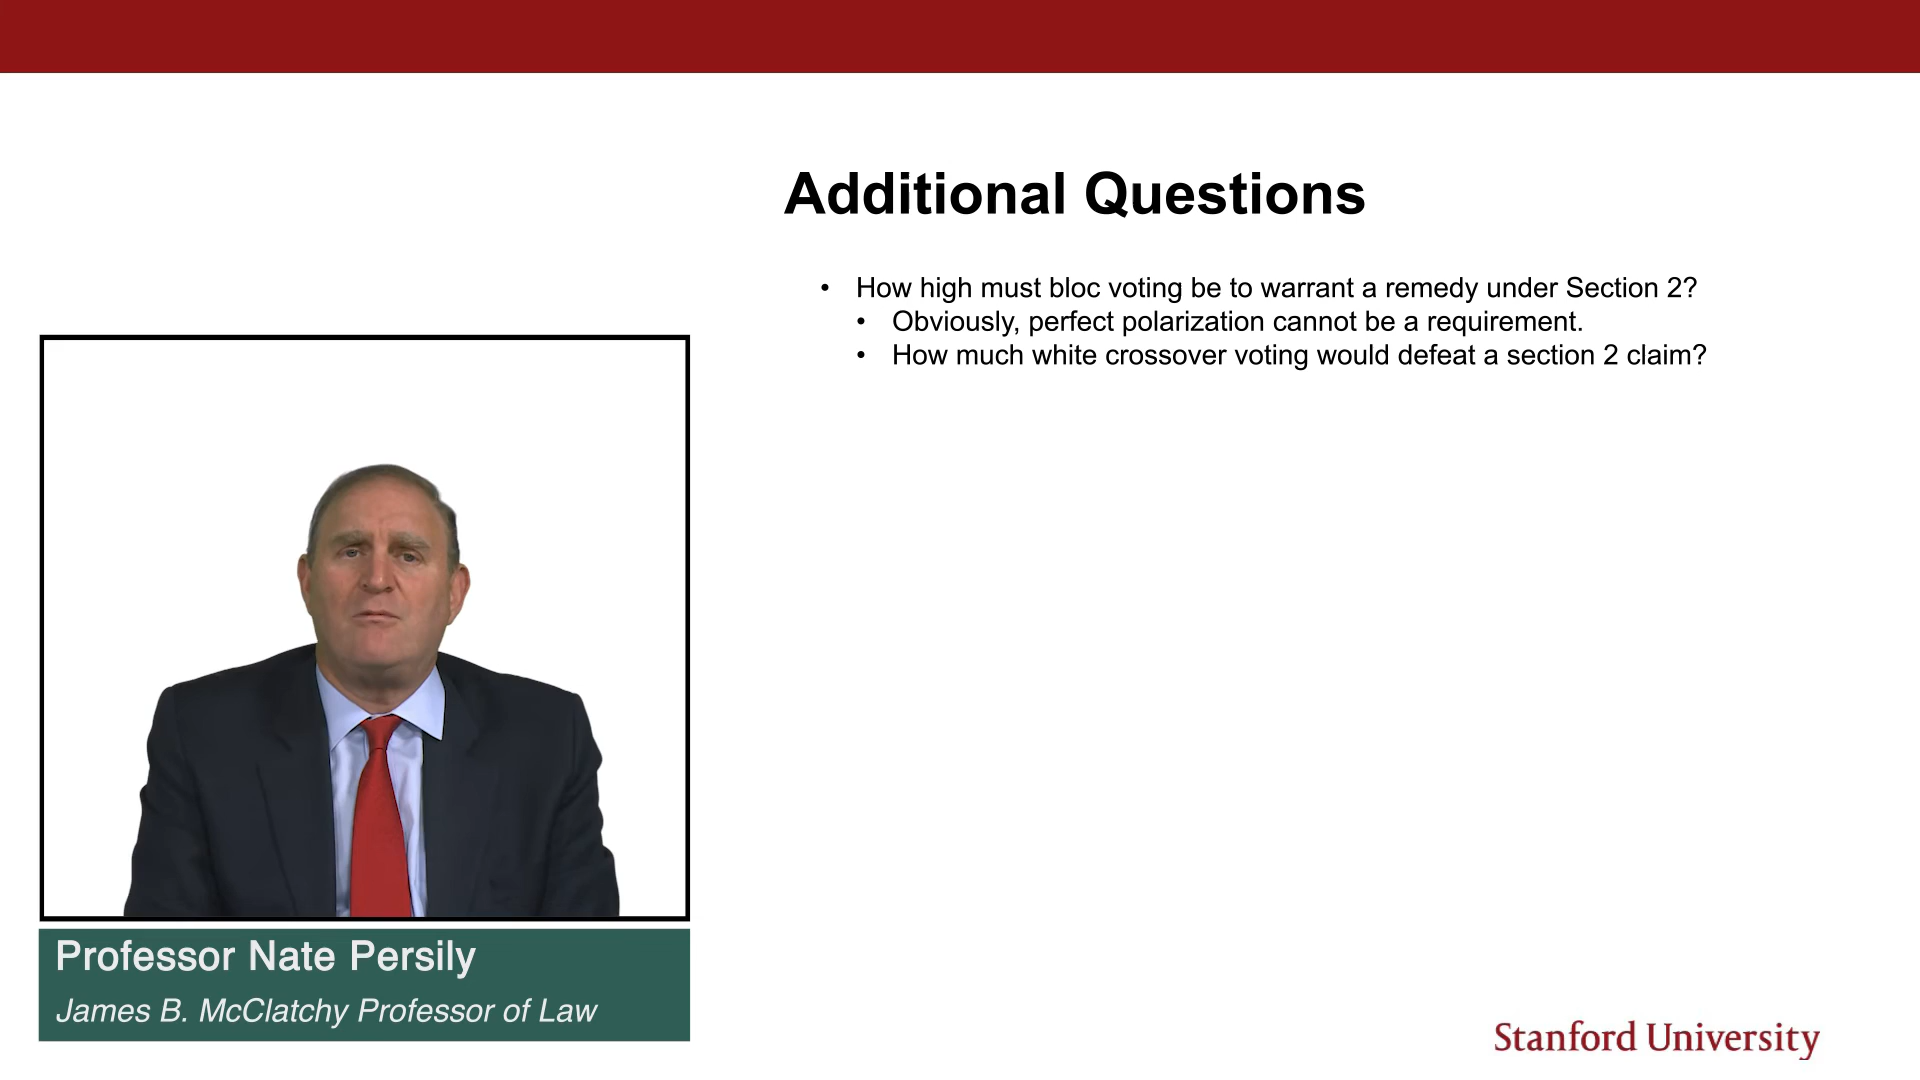 Additional Questions
• How high must bloc voting be to warrant a remedy under Section 2?
• Obviously, perfect polarization cannot be a requirement.
• How much white crossover voting would defeat a section 2 claim?
Professor Nate Persily
James B. McClatchy Professor of Law
Stanford University